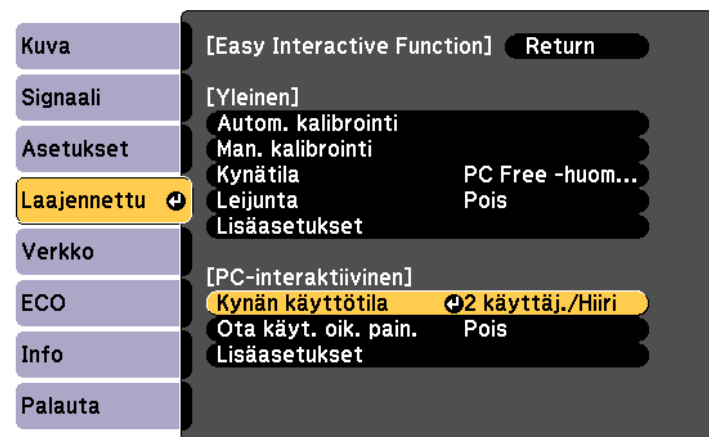 Kuva
Signaali
Asetukset
Laajennettu
Verkko
ECO
Info
Palauta
[Easy Interactive Function] Return
[Yleinen]
Autom. kalibrointi
Man. kalibrointi
Kynätila PC Free -huom...
Leijunta Pois
Lisäasetukset
[PC-interaktiivinen]
Kynän käyttötila 2 käyttäj./Hiiri
Ota käyt. oik. pain. Pois
Lisäasetukset